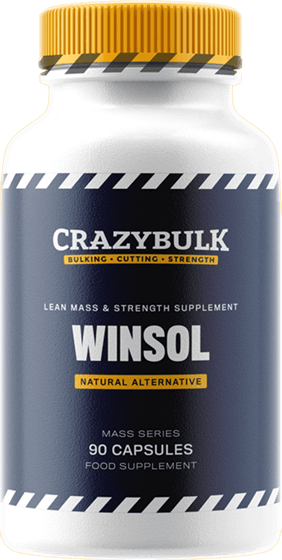 CRAZYBULK
BULKING • CUTTING • STRENGTH
LEAN MASS & STRENGTH SUPPLEMENT
WINSOL
NATURAL ALTERNATIVE
MASS SERIES
90 CAPSULES
FOOD SUPPLEMENT